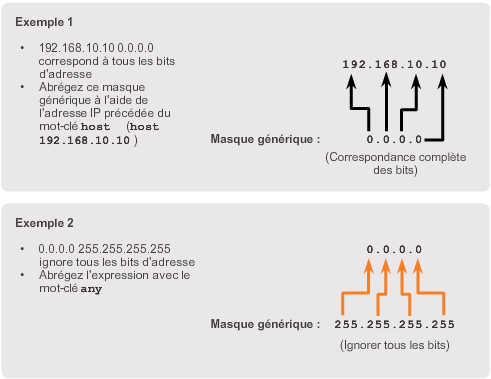 Exemple 1
• 192.168.10.10 0.0.0.0
correspond à tous les bits
d'adresse
• Abrégez ce masque
générique à l'aide de
l'adresse IP précédée du
mot-clé host (host
192.168.10.10 )
192.168.10.10
Masque générique : 0.0.0.0
(Correspondance complète
des bits)
Exemple 2
• 0.0.0.0 255.255.255.255
ignore tous les bits d'adresse
• Abrégez l'expression avec le
mot-clé any
0.0.0.0
Masque générique : 255.255.255.255
(Ignorer tous les bits)